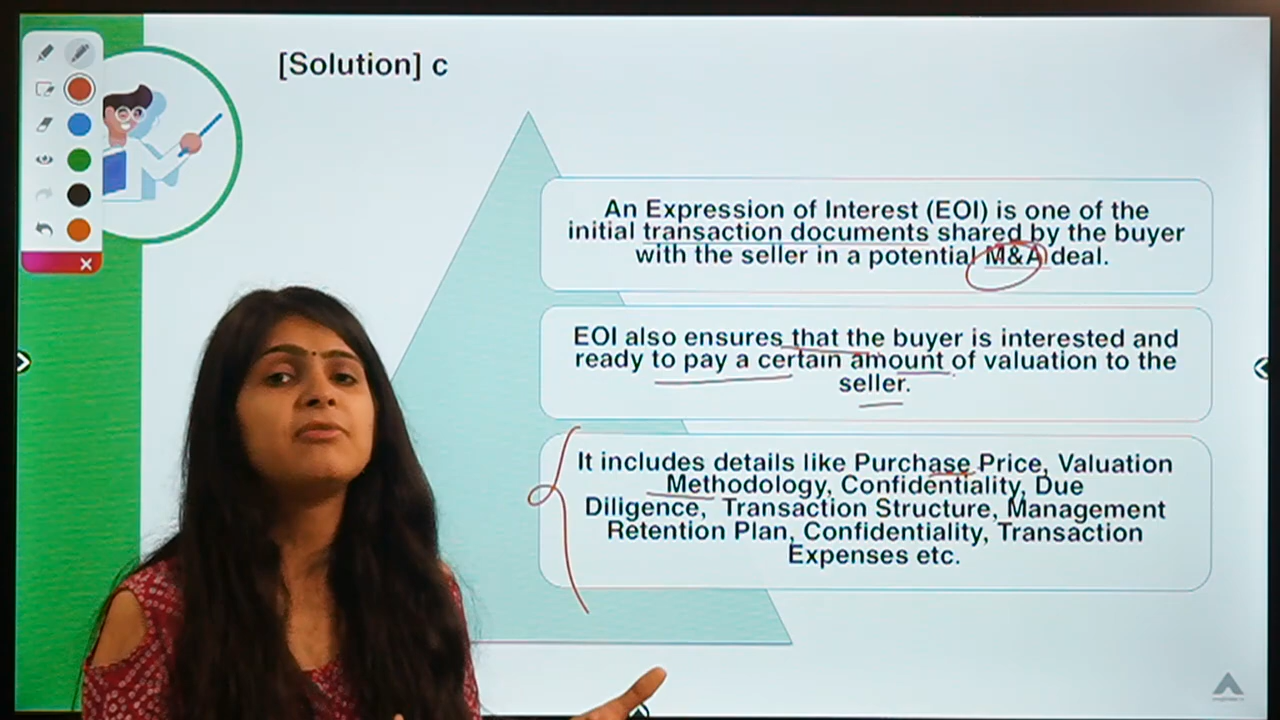 [Solution] c
An Expression of Interest (EOI) is one of the
initial transaction documents shared by the buyer
with the seller in a potential M&A deal.
EOI also ensures that the buyer is interested and
ready to pay a certain amount of valuation to the
seller.
It includes details like Purchase Price, Valuation
Methodology, Confidentiality, Due
Diligence, Transaction Structure, Management
Retention Plan, Confidentiality, Transaction
Expenses etc.